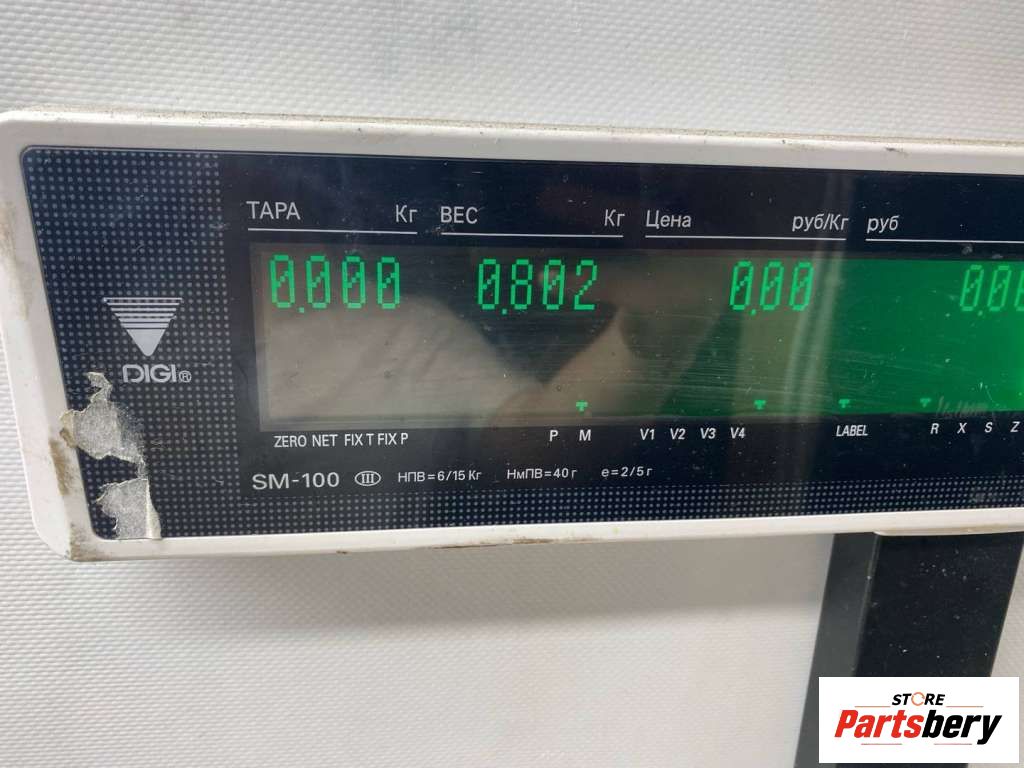 ТАРА Кг ВЕС Кг Цена руб/Кг руб
0.000 0.802 0.00
DIGI®
ZERO NET FIX T FIX P P M V1 V2 V3 V4 LABEL R X S Z
SM-100 III НПВ=6/15 Кг НмПВ=40 г е=2/5 г
STORE
Partsbery